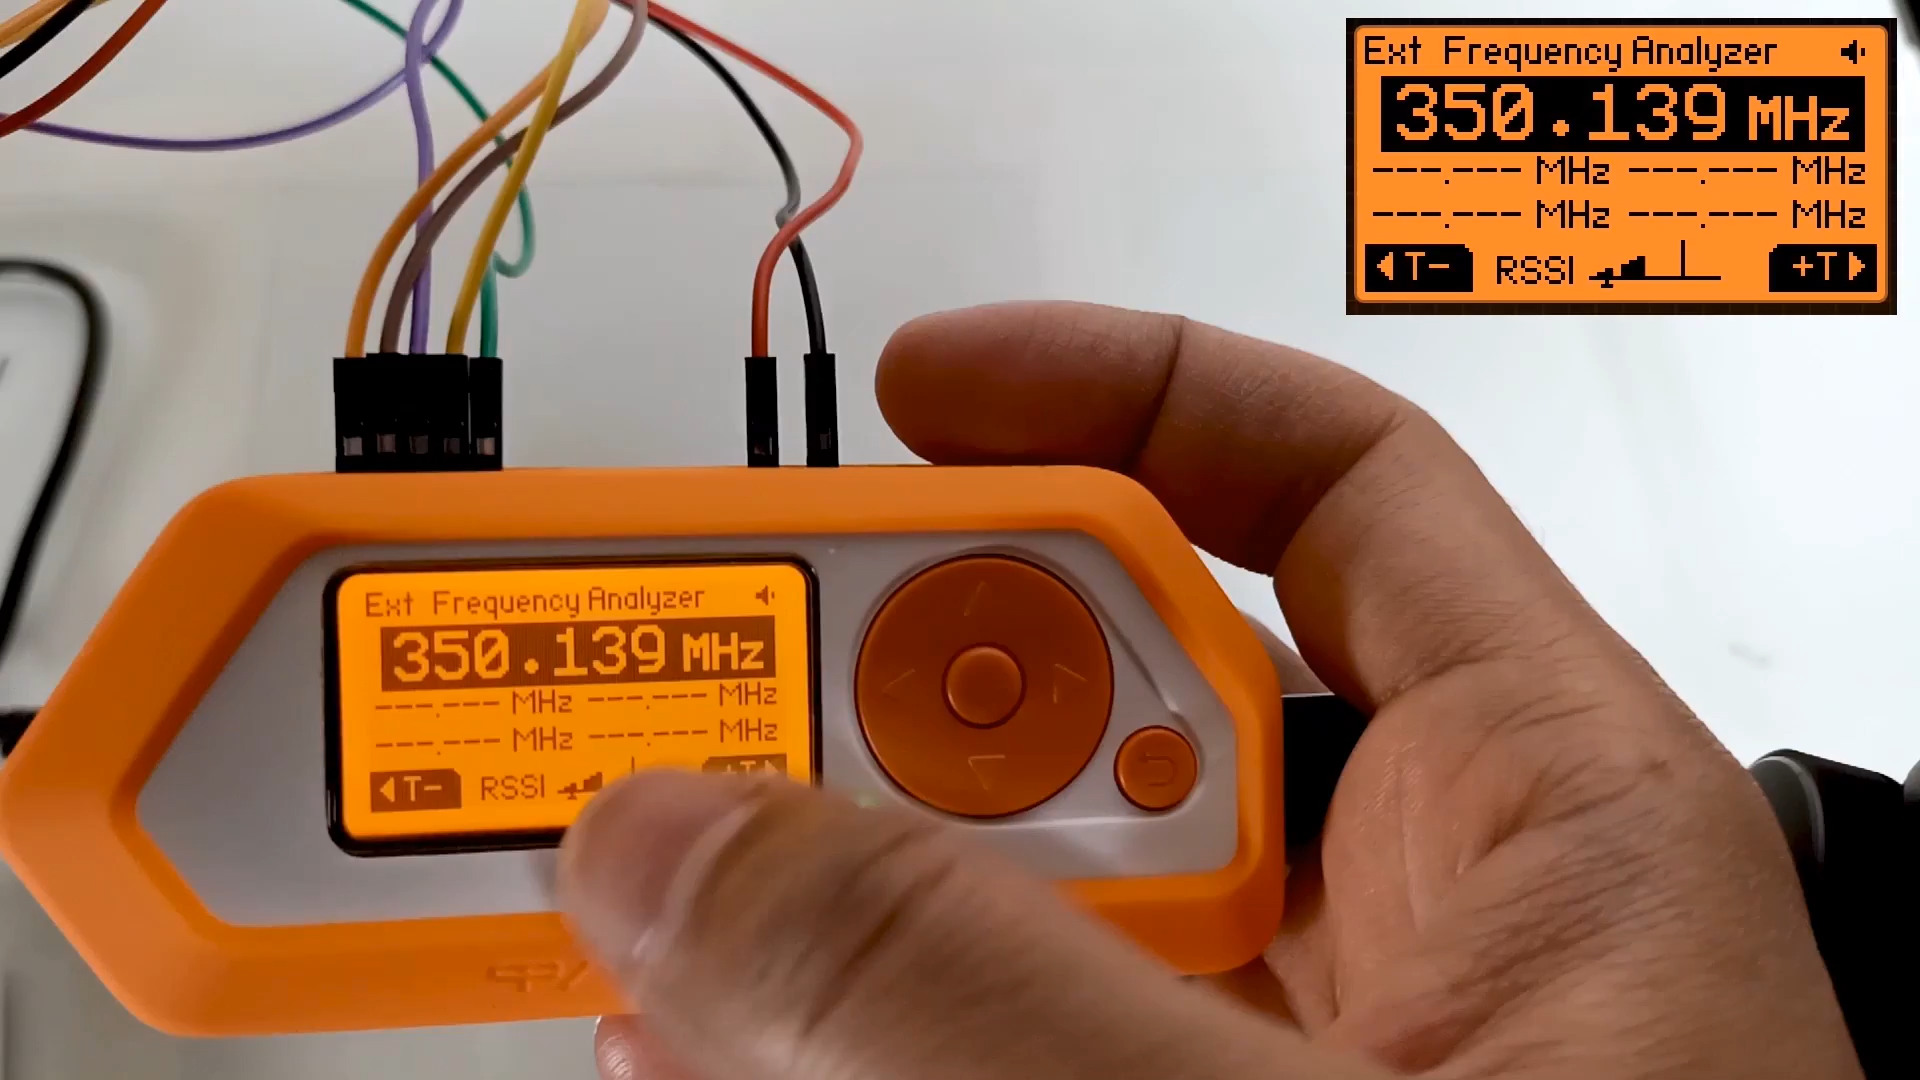 Ext Frequency Analyzer
350.139 MHz
---.--- MHz ---.--- MHz
---.--- MHz ---.--- MHz
T- RSSI +T
Ext Frequency Analyzer
350.139 MHz
---.--- MHz ---.--- MHz
---.--- MHz ---.--- MHz
T- RSSI +T